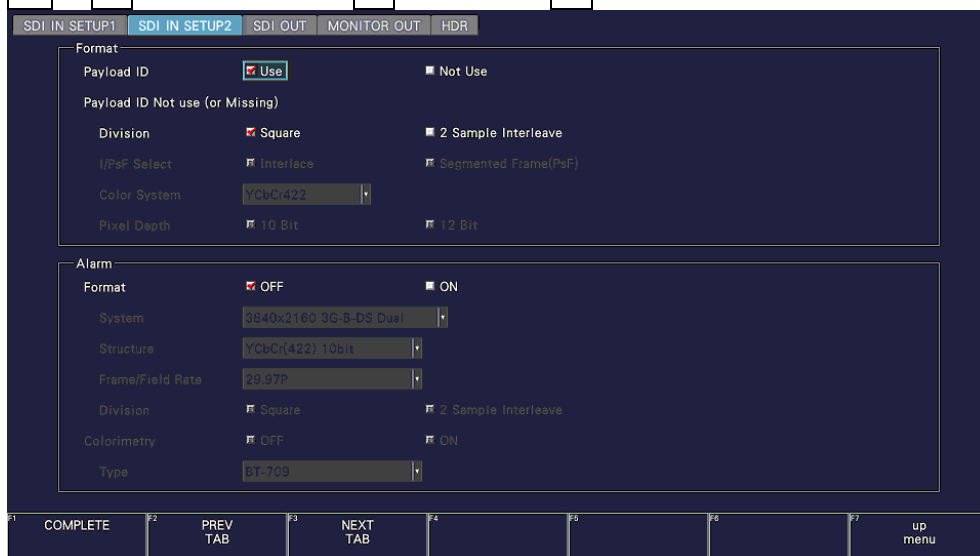 SDI IN SETUP1 SDI IN SETUP2 SDI OUT MONITOR OUT HDR
Format
Payload ID Use Not Use
Payload ID Not use (or Missing)
Division Square 2 Sample Interleave
I/PsF Select Interlace Segmented Frame(PsF)
Color System YCbCr422
Pixel Depth 10 Bit 12 Bit
Alarm
Format OFF ON
System 3840x2160 3G-B-DS Dual
Structure YCbCr(422) 10bit
Frame/Field Rate 29.97P
Division Square 2 Sample Interleave
Colorimetry OFF ON
Type BT-709
F1 COMPLETE F2 PREV TAB F3 NEXT TAB F4 F5 F6 F7 up menu